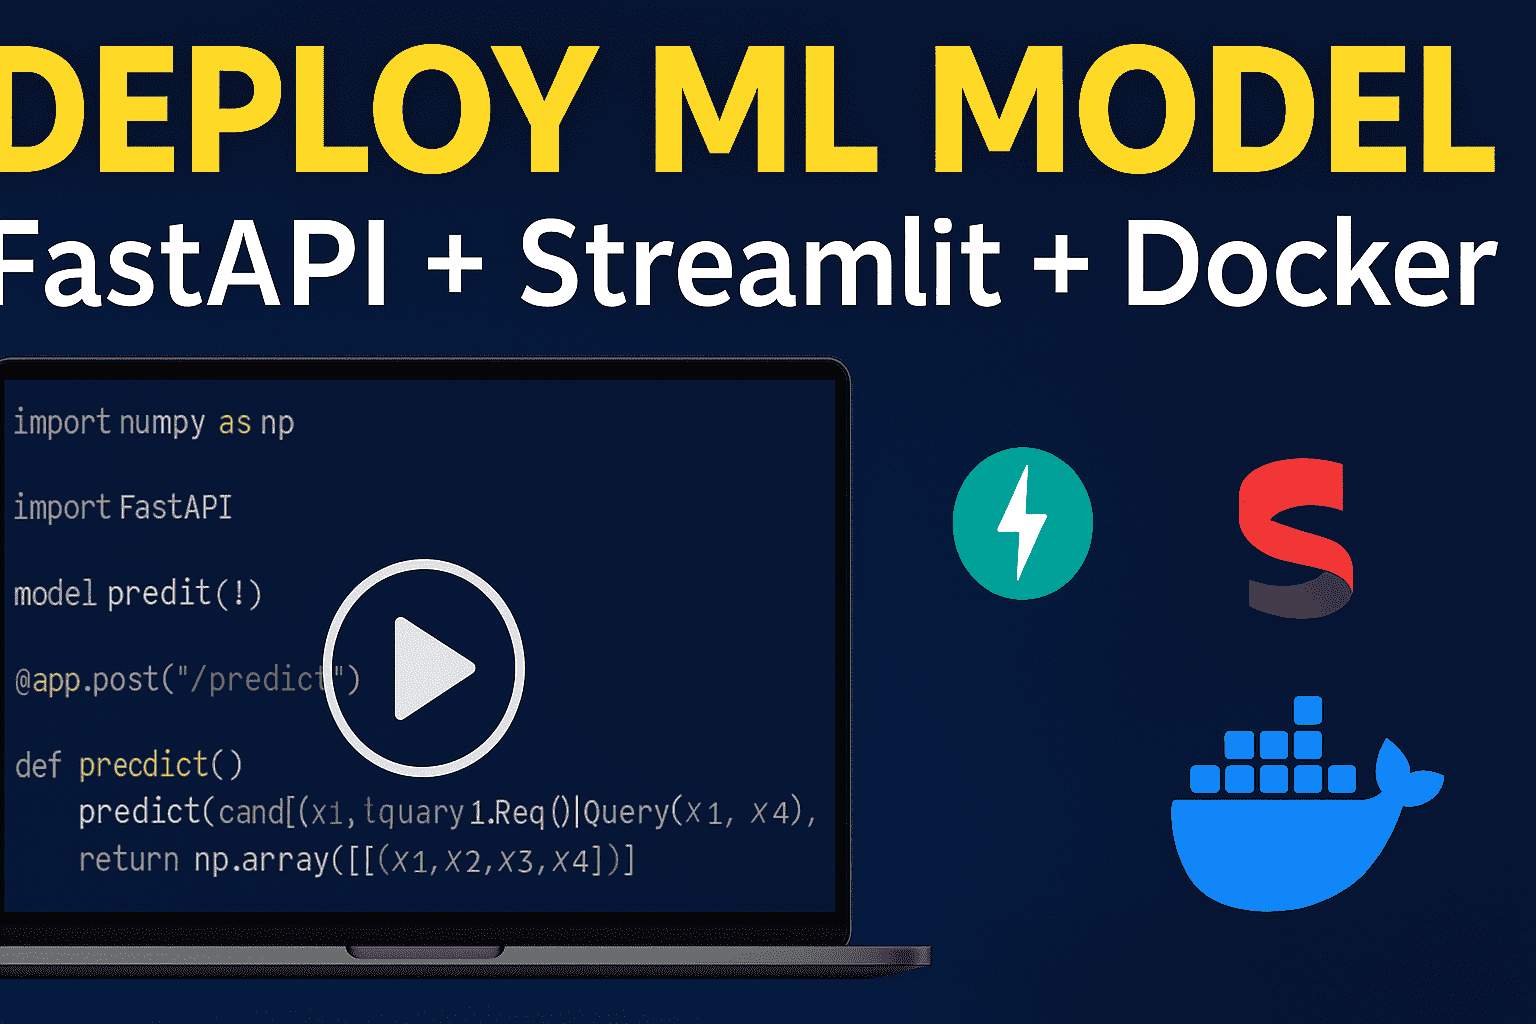 DEPLOY ML MODEL
FastAPI + Streamlit + Docker
import numpy as np
import FastAPI
model predit(!)
@app.post("/predict")
def precdict()
predict(cand[(x1, tquary 1.Req()|Query(x1, x4),
return np.array([[(x1,x2,x3,x4])]
S